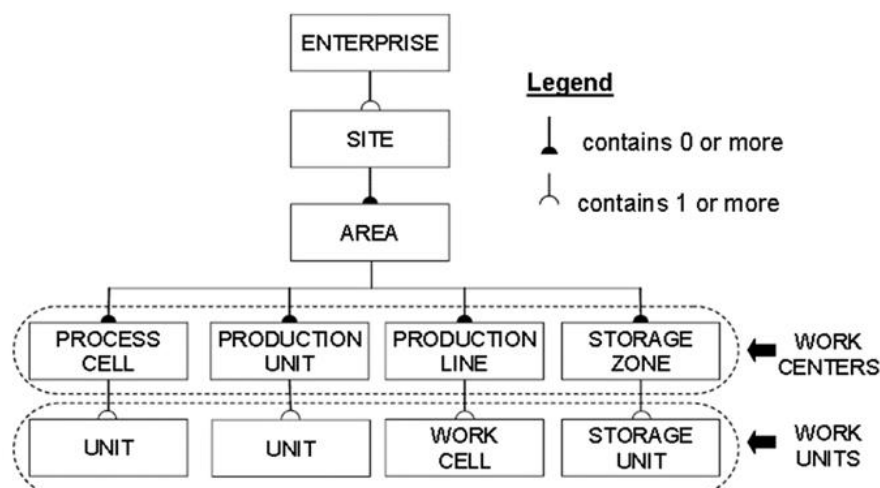 ENTERPRISE
Legend
SITE
contains 0 or more
contains 1 or more
AREA
PROCESS
CELL
PRODUCTION
UNIT
PRODUCTION
LINE
STORAGE
ZONE
WORK
CENTERS
UNIT
UNIT
WORK
CELL
STORAGE
UNIT
WORK
UNITS